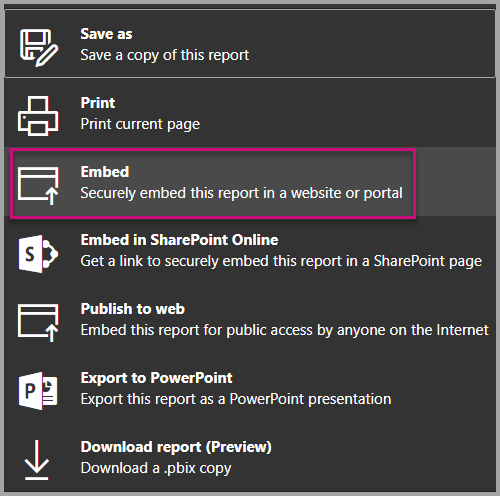 Save as
Save a copy of this report
Print
Print current page
Embed
Securely embed this report in a website or portal
Embed in SharePoint Online
Get a link to securely embed this report in a SharePoint page
Publish to web
Embed this report for public access by anyone on the Internet
Export to PowerPoint
Export this report as a PowerPoint presentation
Download report (Preview)
Download a .pbix copy